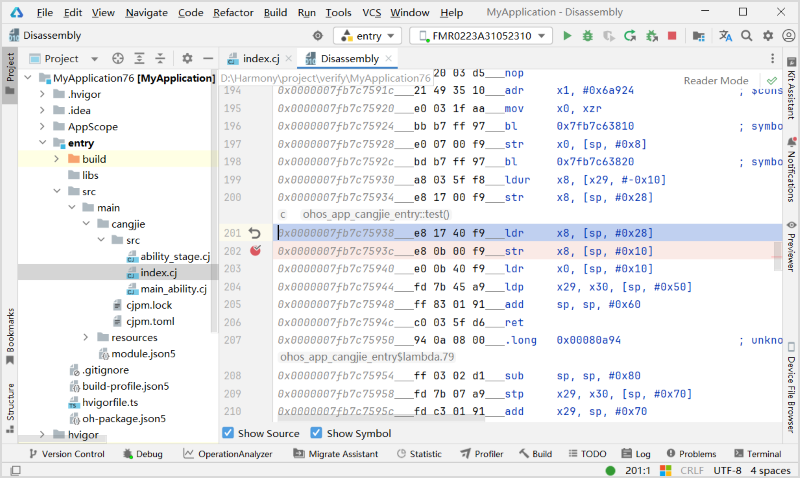 File Edit View Navigate Code Refactor Build Run Tools VCS Window Help MyApplication - Disassembly
Disassembly entry FMR0223A31052310
Project index.cj Disassembly
D:\Harmony\project\verify\MyApplication76
Reader Mode
Project
MyApplication76 [MyApplication]
.hvigor
.idea
AppScope
entry
build
libs
src
main
cangjie
src
ability_stage.cj
index.cj
main_ability.cj
cjpm.lock
cjpm.toml
resources
module.json5
.gitignore
build-profile.json5
hvigorfile.ts
oh-package.json5
hvigor
Bookmarks
Structure
20 03 d5___nop
194 0x0000007fb7c7591c___21 49 35 10___adr x1, #0x6a924 ; $cons
195 0x0000007fb7c75920___e0 03 1f aa___mov x0, xzr
196 0x0000007fb7c75924___bb b7 ff 97___bl 0x7fb7c63810 ; symbo
197 0x0000007fb7c75928___e0 07 00 f9___str x0, [sp, #0x8]
198 0x0000007fb7c7592c___bd b7 ff 97___bl 0x7fb7c63820 ; symbo
199 0x0000007fb7c75930___a8 03 5f f8___ldur x8, [x29, #-0x10]
200 0x0000007fb7c75934___e8 17 00 f9___str x8, [sp, #0x28]
c ohos_app_cangjie_entry::test()
201 0x0000007fb7c75938___e8 17 40 f9___ldr x8, [sp, #0x28]
202 0x0000007fb7c7593c___e8 0b 00 f9___str x8, [sp, #0x10]
203 0x0000007fb7c75940___e0 0b 40 f9___ldr x0, [sp, #0x10]
204 0x0000007fb7c75944___fd 7b 45 a9___ldp x29, x30, [sp, #0x50]
205 0x0000007fb7c75948___ff 83 01 91___add sp, sp, #0x60
206 0x0000007fb7c7594c___c0 03 5f d6___ret
207 0x0000007fb7c75950___94 0a 08 00___.long 0x00080a94 ; unkno
ohos_app_cangjie_entry$lambda.79
208 0x0000007fb7c75954___ff 03 02 d1___sub sp, sp, #0x80
209 0x0000007fb7c75958___fd 7b 07 a9___stp x29, x30, [sp, #0x70]
210 0x0000007fb7c7595c___fd c3 01 91___add x29, sp, #0x70
Show Source Show Symbol
Kit Assistant
Notifications
Previewer
Device File Browser
Version Control Debug OperationAnalyzer Migrate Assistant Statistic Profiler Build TODO Log Problems Terminal
201:1 CRLF UTF-8 4 spaces